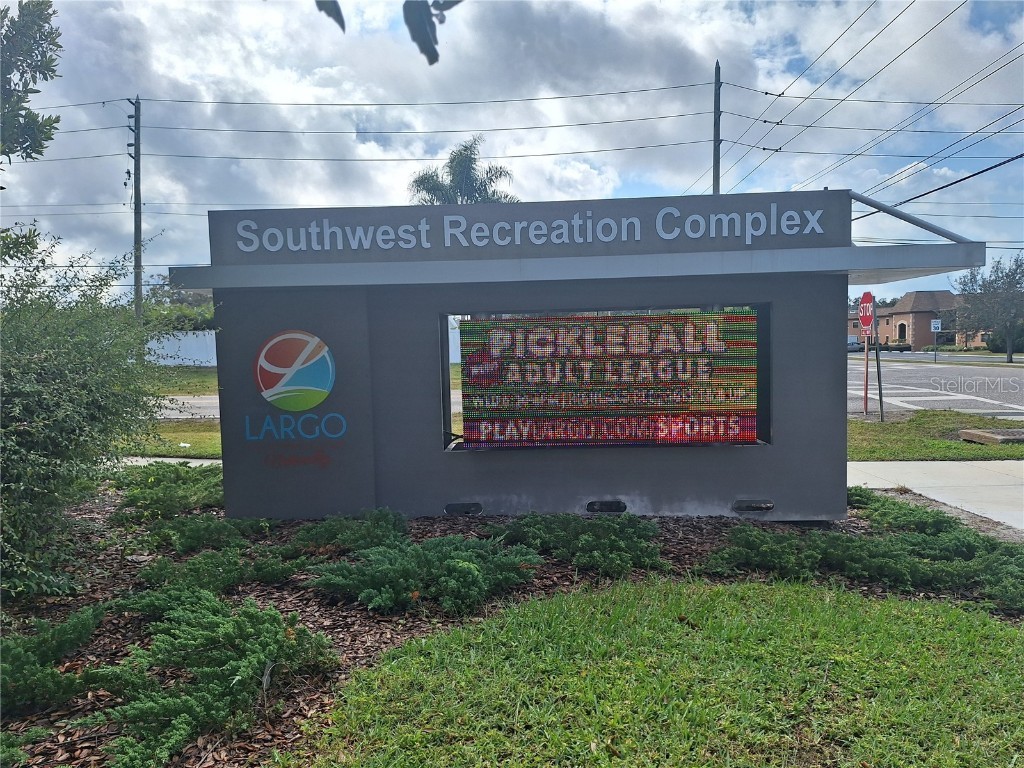 Southwest Recreation Complex
LARGO
PICKLEBALL
ADULT LEAGUE
PLAYLARGO.COM SPORTS
STOP
StellarMLS